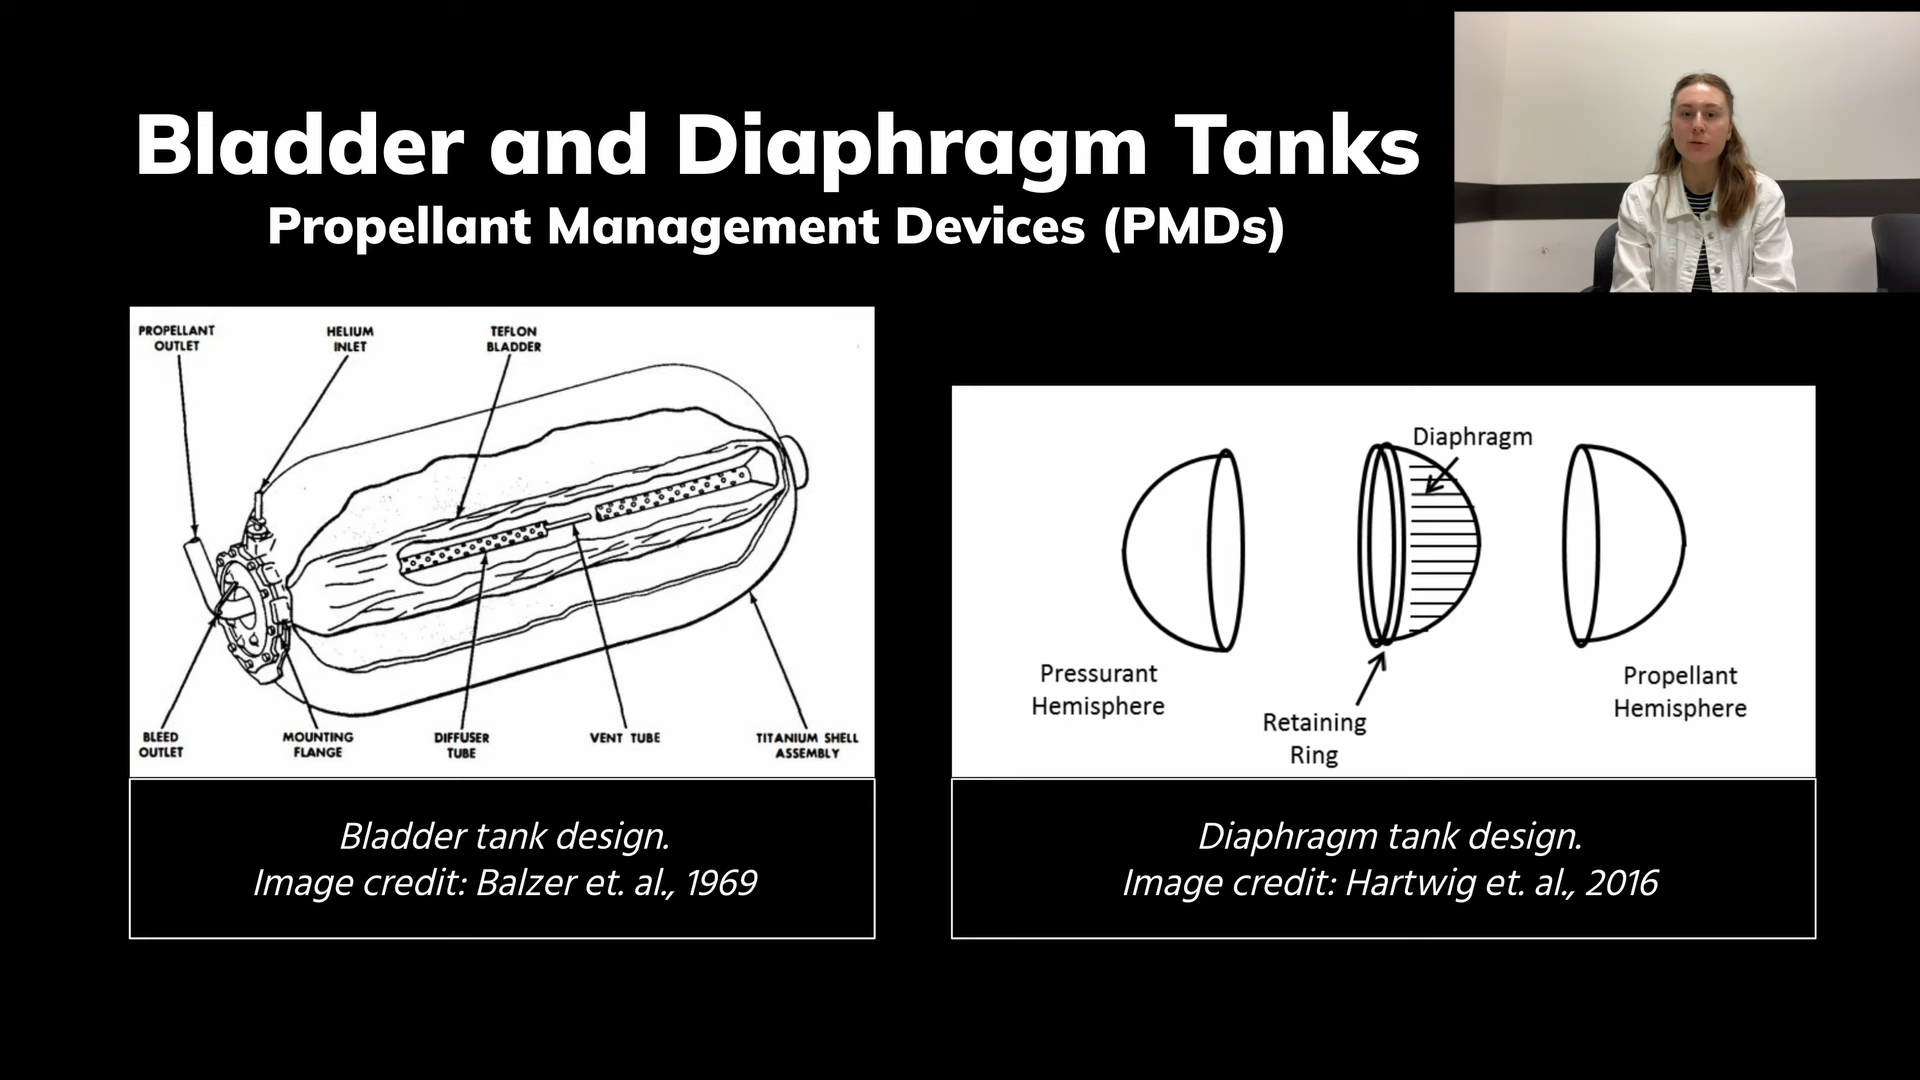 Bladder and Diaphragm Tanks
Propellant Management Devices (PMDs)
PROPELLANT
OUTLET
HELIUM
INLET
TEFLON
BLADDER
BLEED
OUTLET
MOUNTING
FLANGE
DIFFUSER
TUBE
VENT TUBE
TITANIUM SHELL
ASSEMBLY
Bladder tank design.
Image credit: Balzer et. al., 1969
Diaphragm
Pressurant
Hemisphere
Retaining
Ring
Propellant
Hemisphere
Diaphragm tank design.
Image credit: Hartwig et. al., 2016